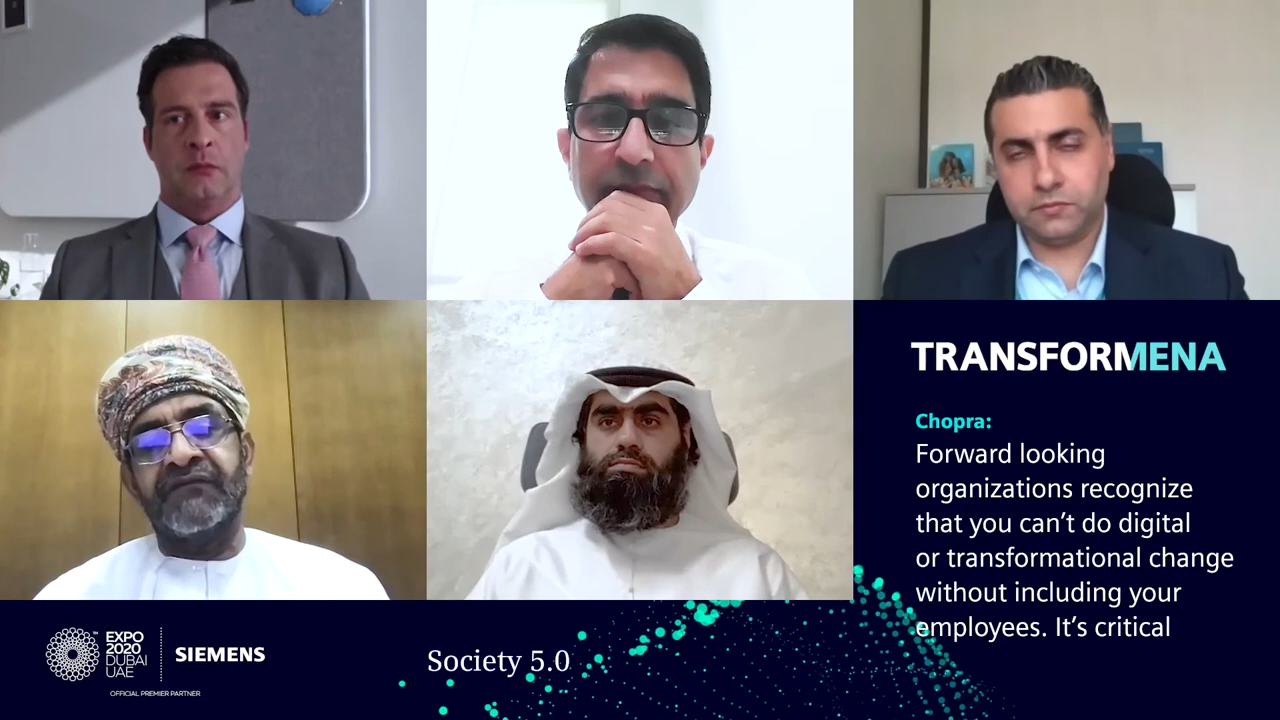 TRANSFORMENA
Chopra:
Forward looking
organizations recognize
that you can’t do digital
or transformational change
without including your
employees. It’s critical
EXPO
2020
DUBAI
UAE
SIEMENS
OFFICIAL PREMIER PARTNER
Society 5.0